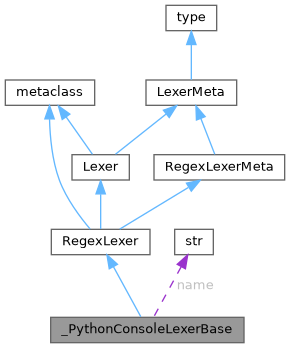 type
metaclass
LexerMeta
Lexer
RegexLexerMeta
RegexLexer
str
name
_PythonConsoleLexerBase